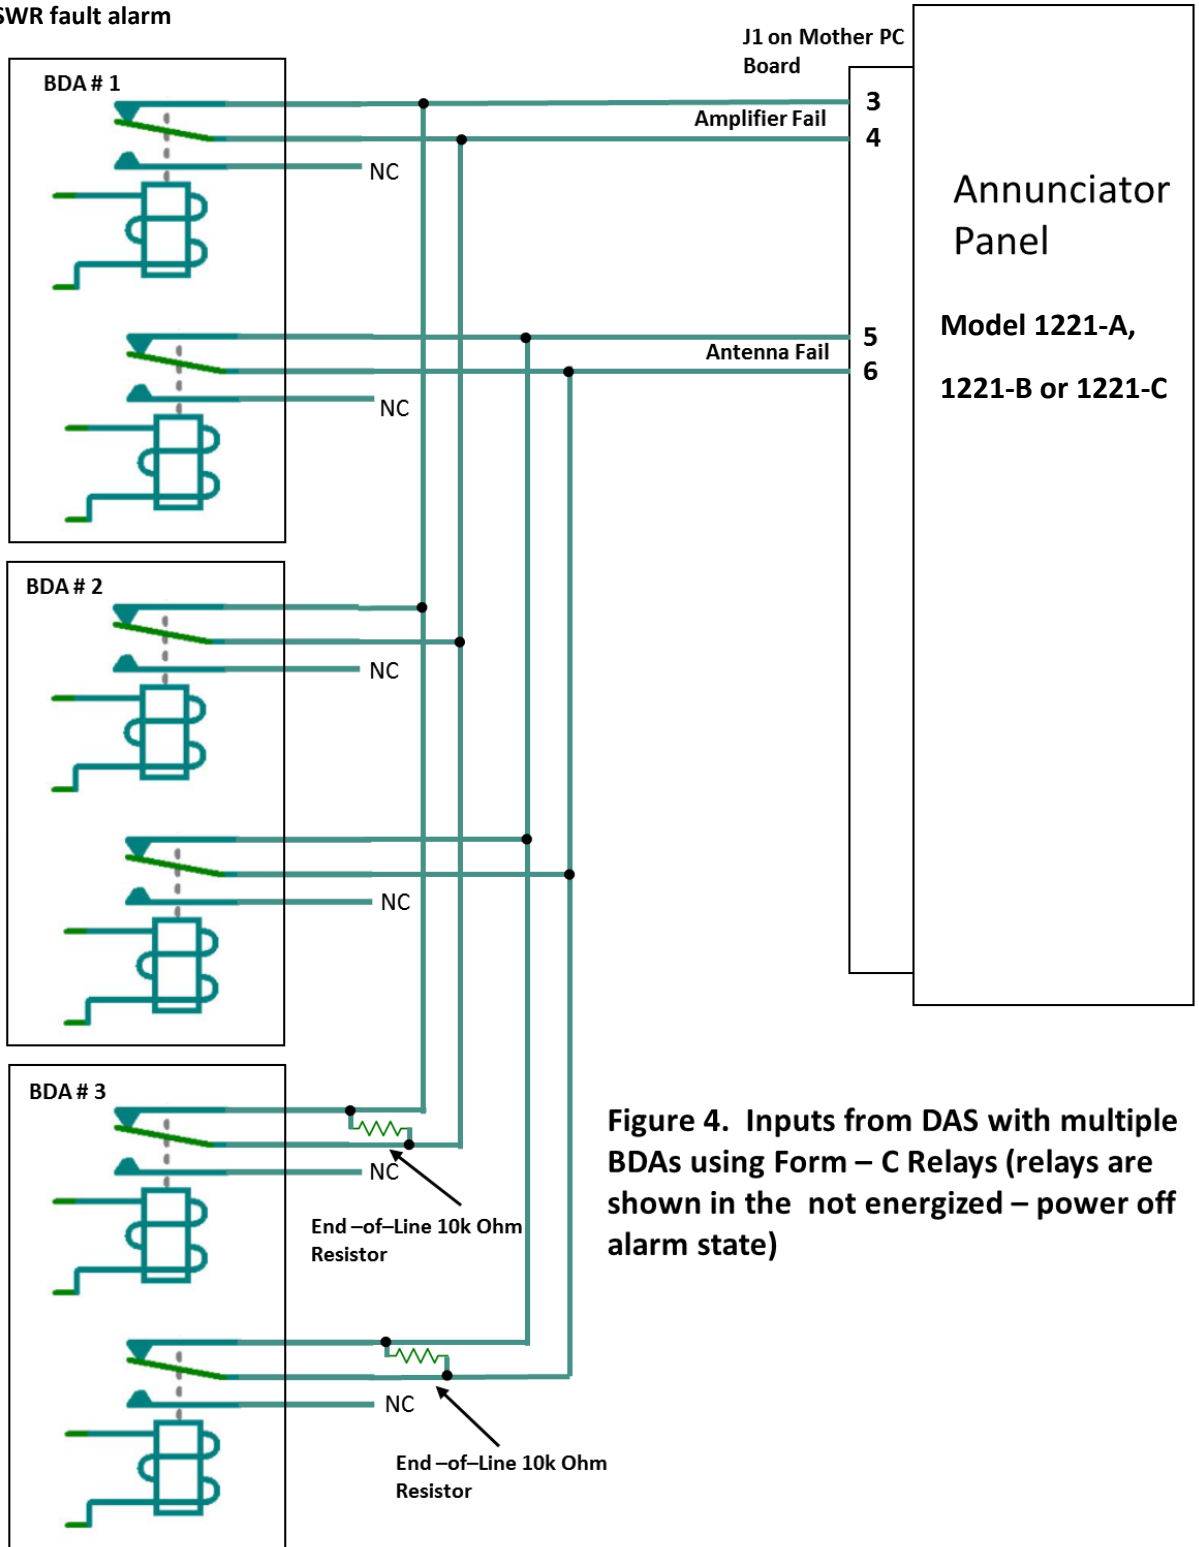 SWR fault alarm
J1 on Mother PC
Board
BDA # 1
3
Amplifier Fail
4
NC
Annunciator
Panel
Model 1221-A,
1221-B or 1221-C
5
Antenna Fail
6
NC
BDA # 2
NC
NC
BDA # 3
NC
End –of–Line 10k Ohm
Resistor
Figure 4. Inputs from DAS with multiple
BDAs using Form – C Relays (relays are
shown in the not energized – power off
alarm state)
NC
End –of–Line 10k Ohm
Resistor